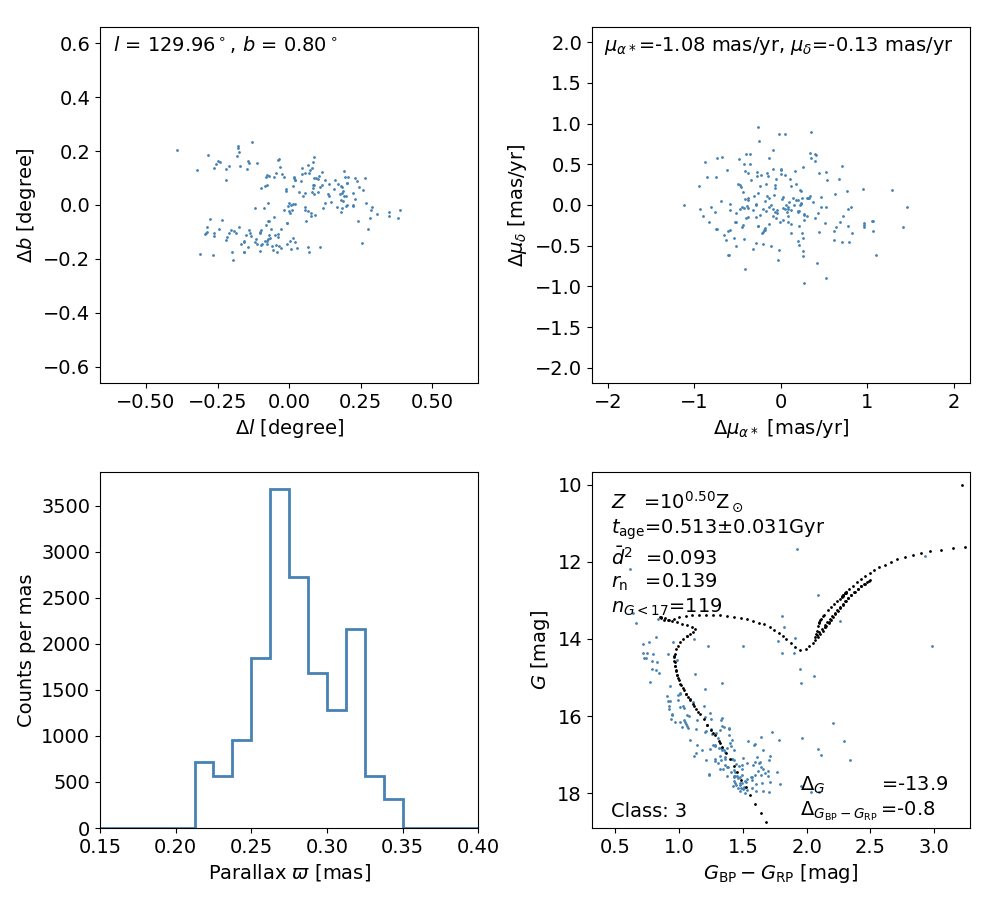 l = 129.96°, b = 0.80°
0.6
0.4
0.2
0.0
−0.2
−0.4
−0.6
Δb [degree]
−0.50 −0.25 0.00 0.25 0.50
Δl [degree]
μα*=-1.08 mas/yr, μδ=-0.13 mas/yr
2.0
1.5
1.0
0.5
0.0
−0.5
−1.0
−1.5
−2.0
Δμδ [mas/yr]
−2 −1 0 1 2
Δμα* [mas/yr]
3500
3000
2500
2000
1500
1000
500
0
Counts per mas
0.15 0.20 0.25 0.30 0.35 0.40
Parallax ϖ [mas]
10
12
14
16
18
G [mag]
Z =10^0.50 Z⊙
t_age=0.513±0.031Gyr
d̄² =0.093
r_n =0.139
n_G<17=119
Δ_G =-13.9
Δ_G_BP−G_RP =-0.8
Class: 3
0.5 1.0 1.5 2.0 2.5 3.0
G_BP − G_RP [mag]